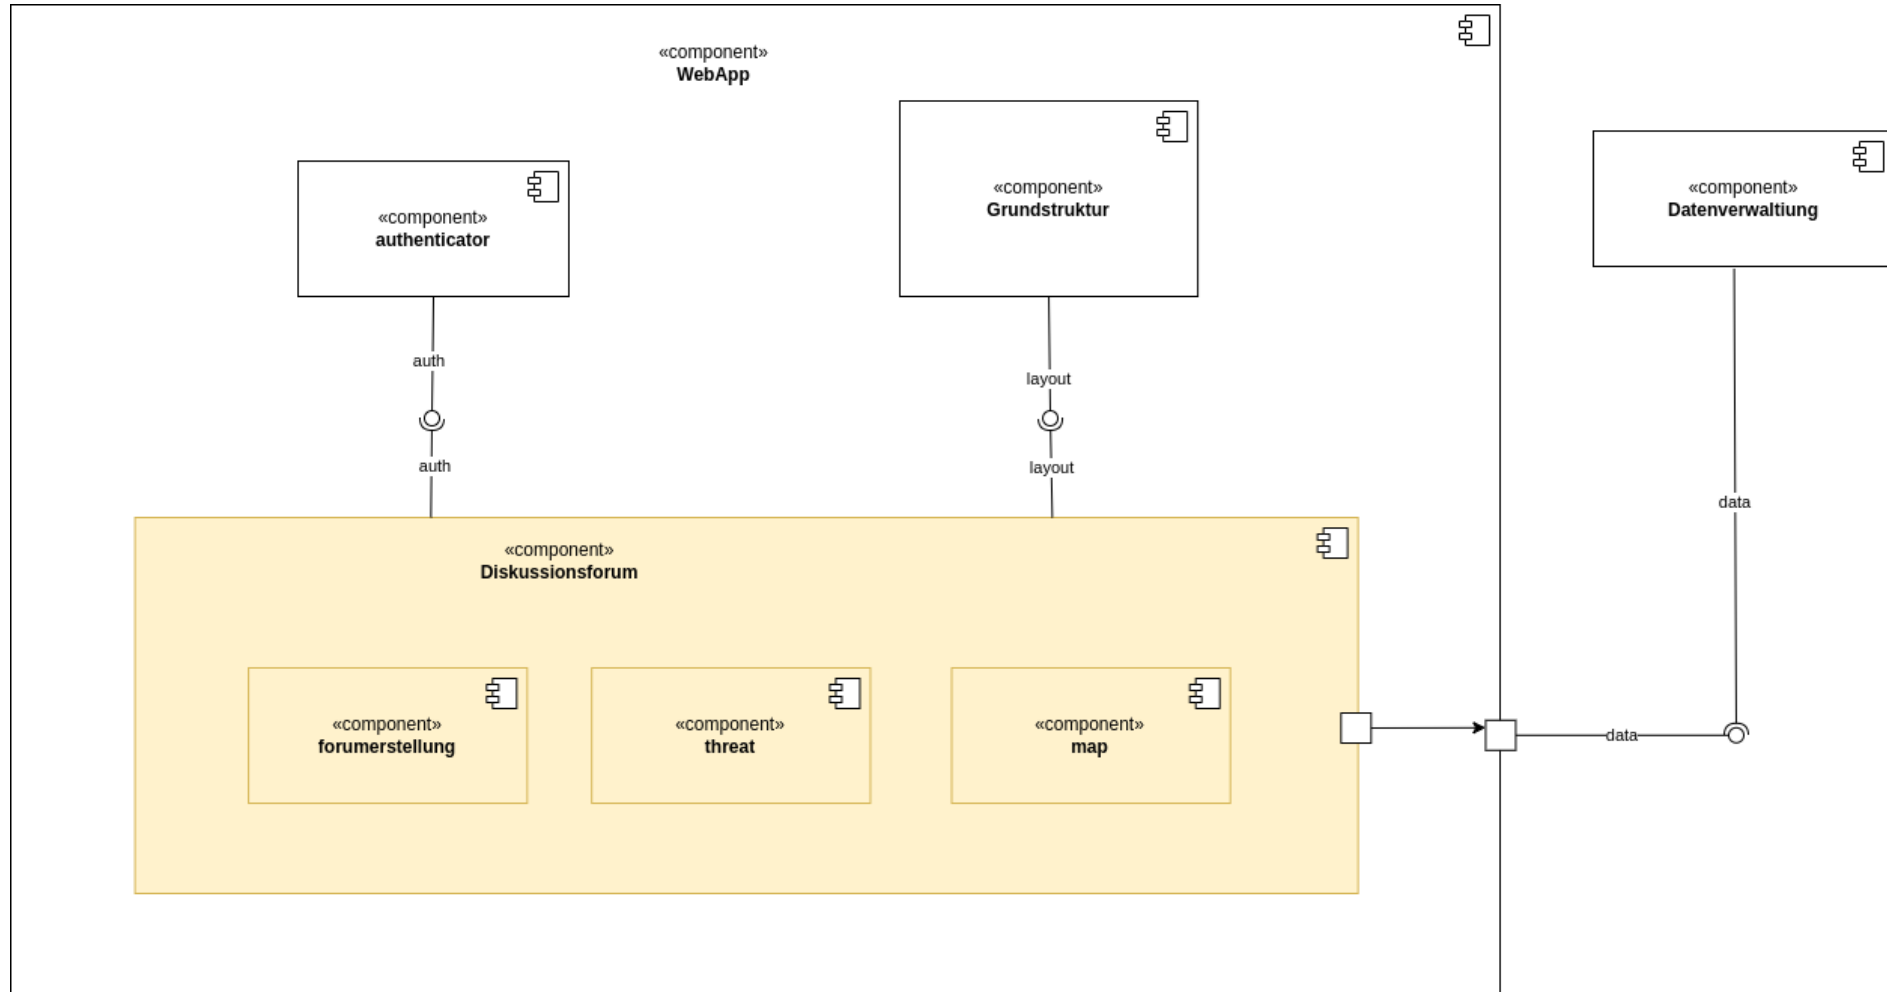 «component»
WebApp
«component»
authenticator
«component»
Grundstruktur
«component»
Datenverwaltiung
auth
layout
auth
layout
data
«component»
Diskussionsforum
«component»
forumerstellung
«component»
threat
«component»
map
data